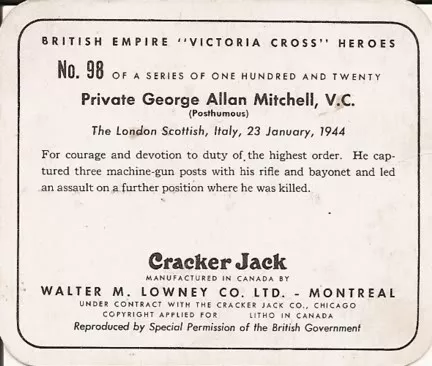 BRITISH EMPIRE "VICTORIA CROSS" HEROES
No. 98 OF A SERIES OF ONE HUNDRED AND TWENTY
Private George Allan Mitchell, V.C.
(Posthumous)
The London Scottish, Italy, 23 January, 1944
For courage and devotion to duty of the highest order. He cap-
tured three machine-gun posts with his rifle and bayonet and led
an assault on a further position where he was killed.
Cracker Jack
MANUFACTURED IN CANADA BY
WALTER M. LOWNEY CO. LTD. - MONTREAL
UNDER CONTRACT WITH THE CRACKER JACK CO., CHICAGO
COPYRIGHT APPLIED FOR LITHO IN CANADA
Reproduced by Special Permission of the British Government